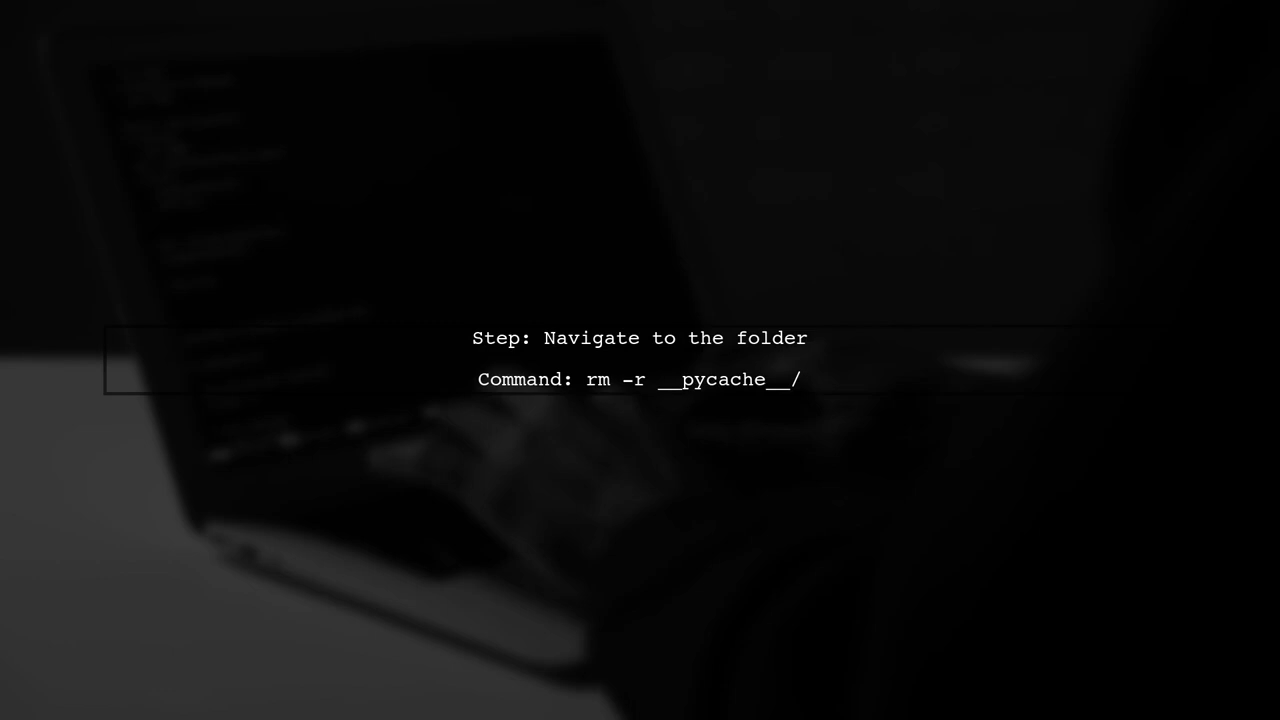 Step: Navigate to the folder
Command: rm -r __pycache__/